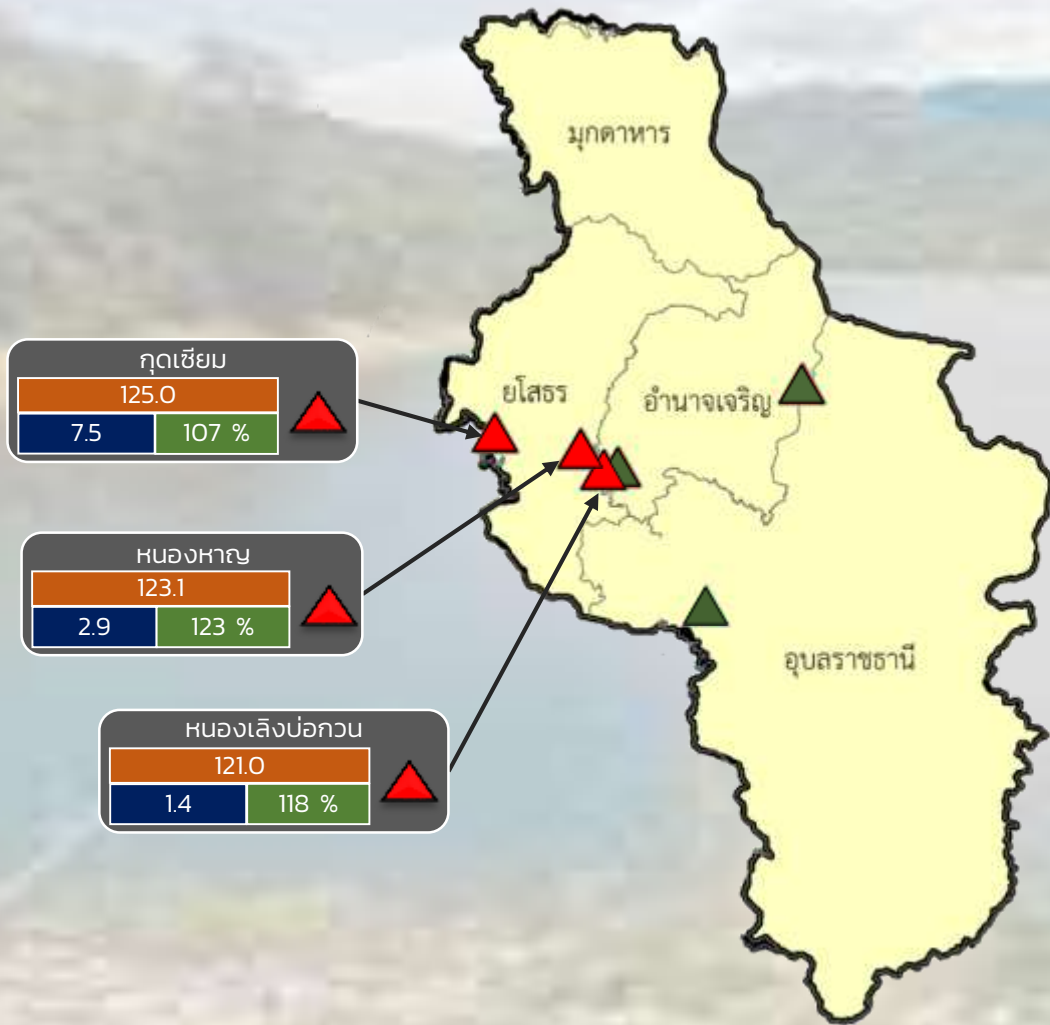 มุกดาหาร
ยโสธร
อำนาจเจริญ
อุบลราชธานี
กุดเซียม
125.0
7.5 107 %
หนองหาญ
123.1
2.9 123 %
หนองเลิงบ่อกวน
121.0
1.4 118 %